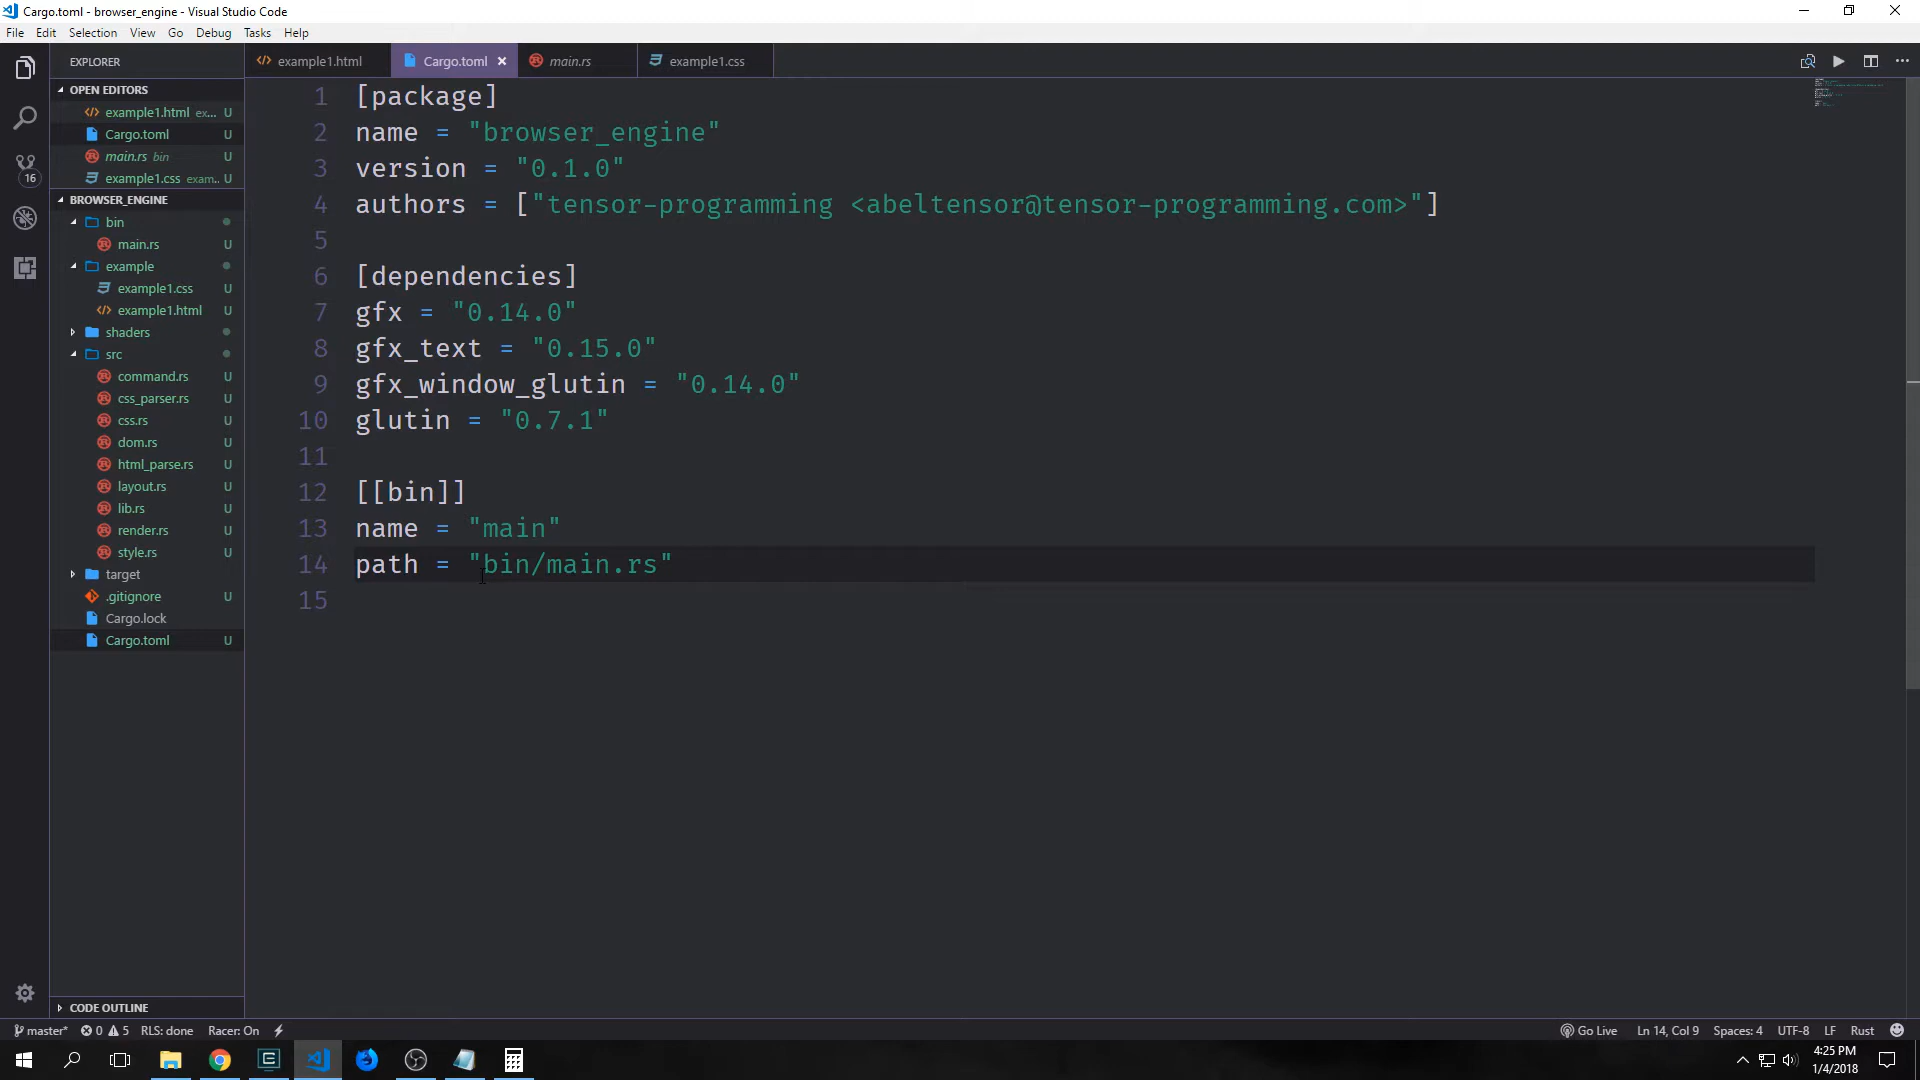 Cargo.toml - browser_engine - Visual Studio Code
File Edit Selection View Go Debug Tasks Help
EXPLORER
OPEN EDITORS
example1.html ex... U
Cargo.toml U
main.rs bin U
example1.css exam... U
BROWSER_ENGINE
bin
main.rs U
example
example1.css U
example1.html U
shaders
src
command.rs U
css_parser.rs U
css.rs U
dom.rs U
html_parse.rs U
layout.rs U
lib.rs U
render.rs U
style.rs U
target
.gitignore U
Cargo.lock
Cargo.toml U
CODE OUTLINE
16
example1.html Cargo.toml main.rs example1.css
1 [package]
2 name = "browser_engine"
3 version = "0.1.0"
4 authors = ["tensor-programming <abeltensor@tensor-programming.com>"]
5
6 [dependencies]
7 gfx = "0.14.0"
8 gfx_text = "0.15.0"
9 gfx_window_glutin = "0.14.0"
10 glutin = "0.7.1"
11
12 [[bin]]
13 name = "main"
14 path = "bin/main.rs"
15
master* 0 5 RLS: done Racer: On Go Live Ln 14, Col 9 Spaces: 4 UTF-8 LF Rust
4:25 PM
1/4/2018